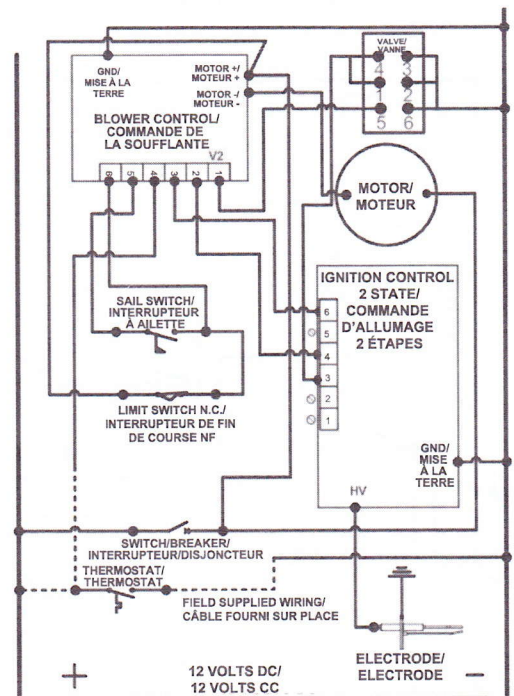 GND/
MISE À LA
TERRE
MOTOR +/
MOTEUR +
MOTOR -/
MOTEUR -
BLOWER CONTROL/
COMMANDE DE
LA SOUFFLANTE
V2
6 5 4 3 2 1
VALVE/
VANNE
4 3
2
5 6
MOTOR/
MOTEUR
IGNITION CONTROL
2 STATE/
COMMANDE
D'ALLUMAGE
2 ÉTAPES
6
5
4
3
2
1
GND/
MISE
À LA
TERRE
HV
SAIL SWITCH/
INTERRUPTEUR
À AILETTE
LIMIT SWITCH N.C./
INTERRUPTEUR DE FIN
DE COURSE NF
SWITCH/BREAKER/
INTERRUPTEUR/DISJONCTEUR
THERMOSTAT/
THERMOSTAT
FIELD SUPPLIED WIRING/
CÂBLE FOURNI SUR PLACE
ELECTRODE/
ELECTRODE
+
12 VOLTS DC/
12 VOLTS CC
−